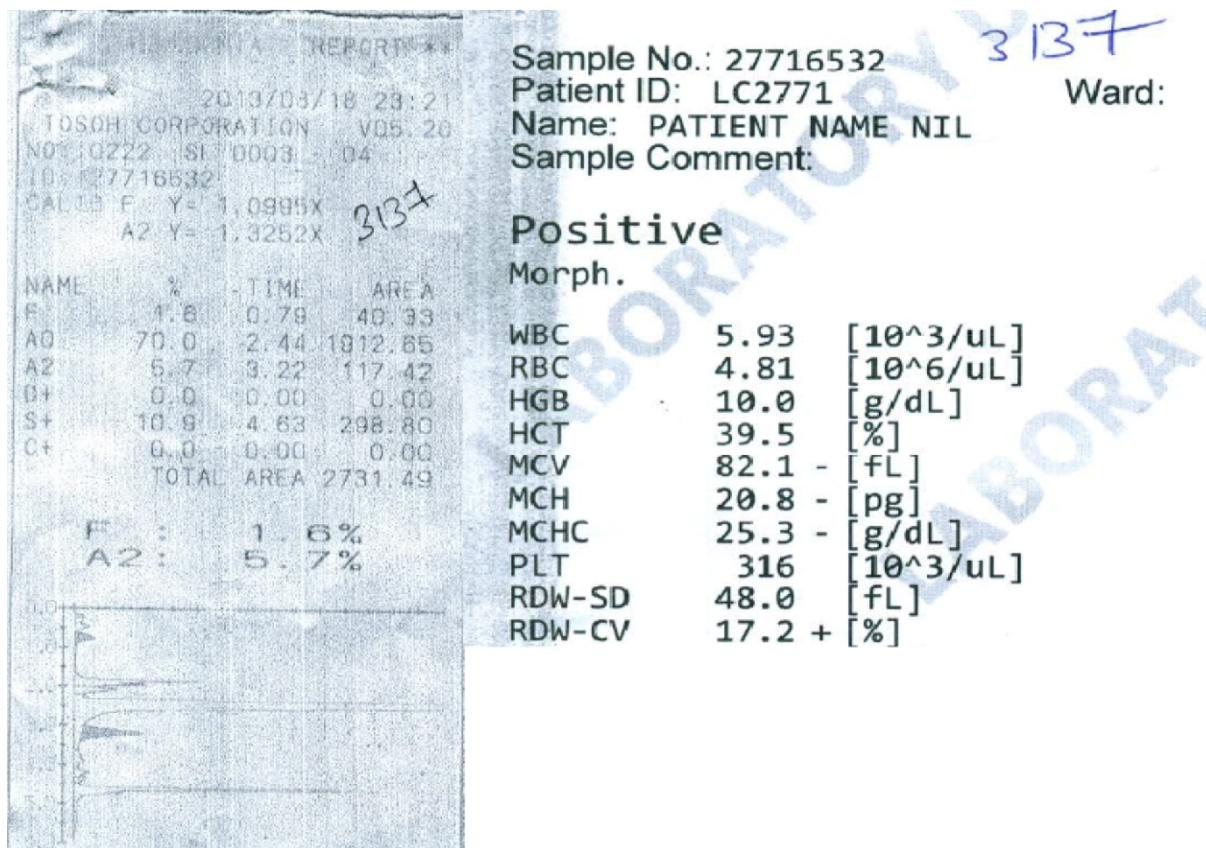 REPORT **
2013/03/18 23:21
TOSOH CORPORATION V05.20
NO: 0222 SL 0003 - 04
ID 27716532
CALIB F Y= 1.0995X
A2 Y= 1.3252X
3137
NAME % TIME AREA
F 1.6 0.79 40.33
A0 70.0 2.44 1912.65
A2 5.7 3.22 117.42
D+ 0.0 0.00 0.00
S+ 10.9 4.63 298.80
C+ 0.0 0.00 0.00
TOTAL AREA 2731.49
F : 1.6%
A2: 5.7%
0.0
3137
Sample No.: 27716532
Patient ID: LC2771 Ward:
Name: PATIENT NAME NIL
Sample Comment:
Positive
Morph.
WBC 5.93 [10^3/uL]
RBC 4.81 [10^6/uL]
HGB 10.0 [g/dL]
HCT 39.5 [%]
MCV 82.1 - [fL]
MCH 20.8 - [pg]
MCHC 25.3 - [g/dL]
PLT 316 [10^3/uL]
RDW-SD 48.0 [fL]
RDW-CV 17.2 + [%]
LABORATORY
LABORAT